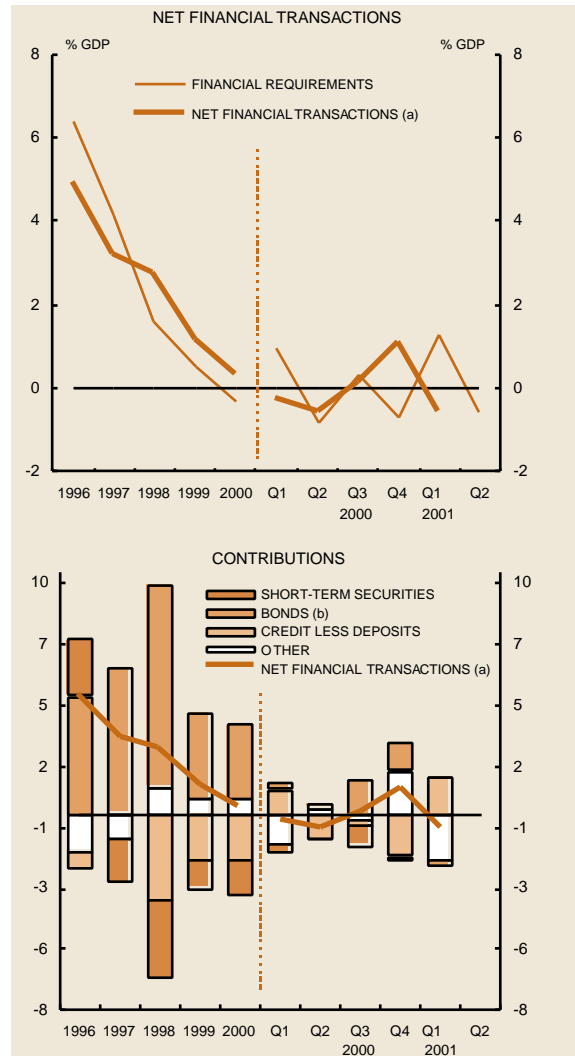 NET FINANCIAL TRANSACTIONS
% GDP % GDP
8 8
FINANCIAL REQUIREMENTS
NET FINANCIAL TRANSACTIONS (a)
6 6
4 4
2 2
0 0
-2 -2
1996 1997 1998 1999 2000 Q1 Q2 Q3 Q4 Q1 Q2
2000 2001
CONTRIBUTIONS
10 10
SHORT-TERM SECURITIES
BONDS (b)
7 7
CREDIT LESS DEPOSITS
OTHER
NET FINANCIAL TRANSACTIONS (a)
5 5
2 2
-1 -1
-3 -3
-6 -6
-8 -8
1996 1997 1998 1999 2000 Q1 Q2 Q3 Q4 Q1 Q2
2000 2001